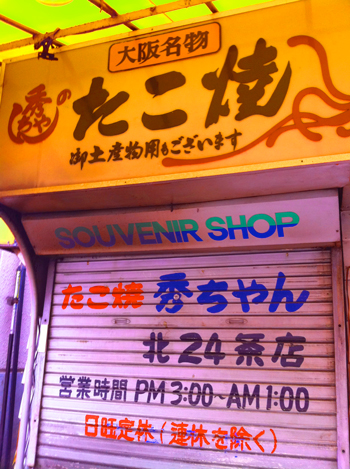 大阪名物
秀ちゃんの
たこ焼
御土産物用もございます
SOUVENIR SHOP
たこ焼 秀ちゃん
北24茶店
営業時間 PM3:00~AM1:00
日旺定休(連休を除く)